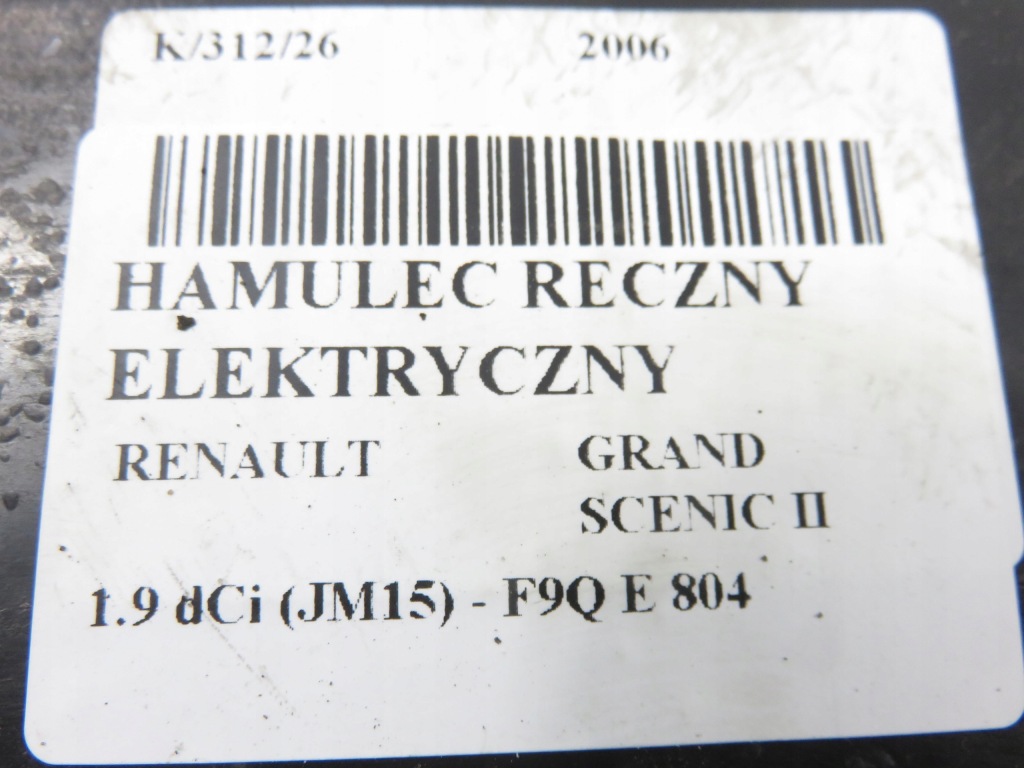 K/312/26 2006
HAMULEC RECZNY
ELEKTRYCZNY
RENAULT GRAND
SCENIC II
1.9 dCi (JM15) - F9Q E 804